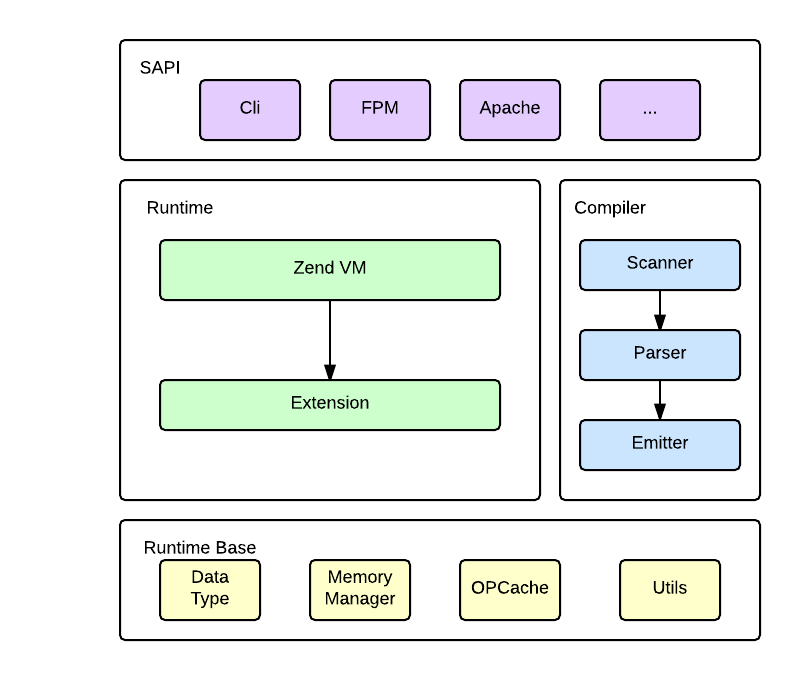 SAPI
Cli
FPM
Apache
...
Runtime
Zend VM
Extension
Compiler
Scanner
Parser
Emitter
Runtime Base
Data
Type
Memory
Manager
OPCache
Utils